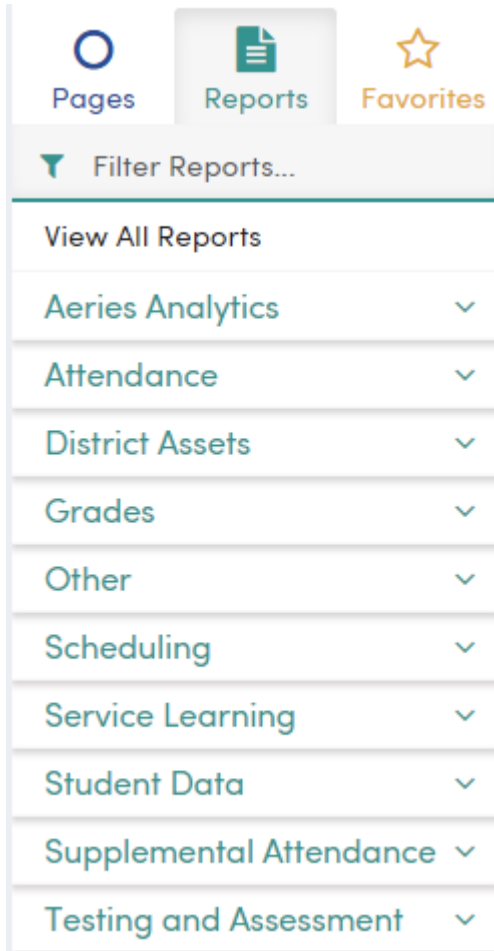 Pages Reports Favorites
Filter Reports...
View All Reports
Aeries Analytics
Attendance
District Assets
Grades
Other
Scheduling
Service Learning
Student Data
Supplemental Attendance
Testing and Assessment